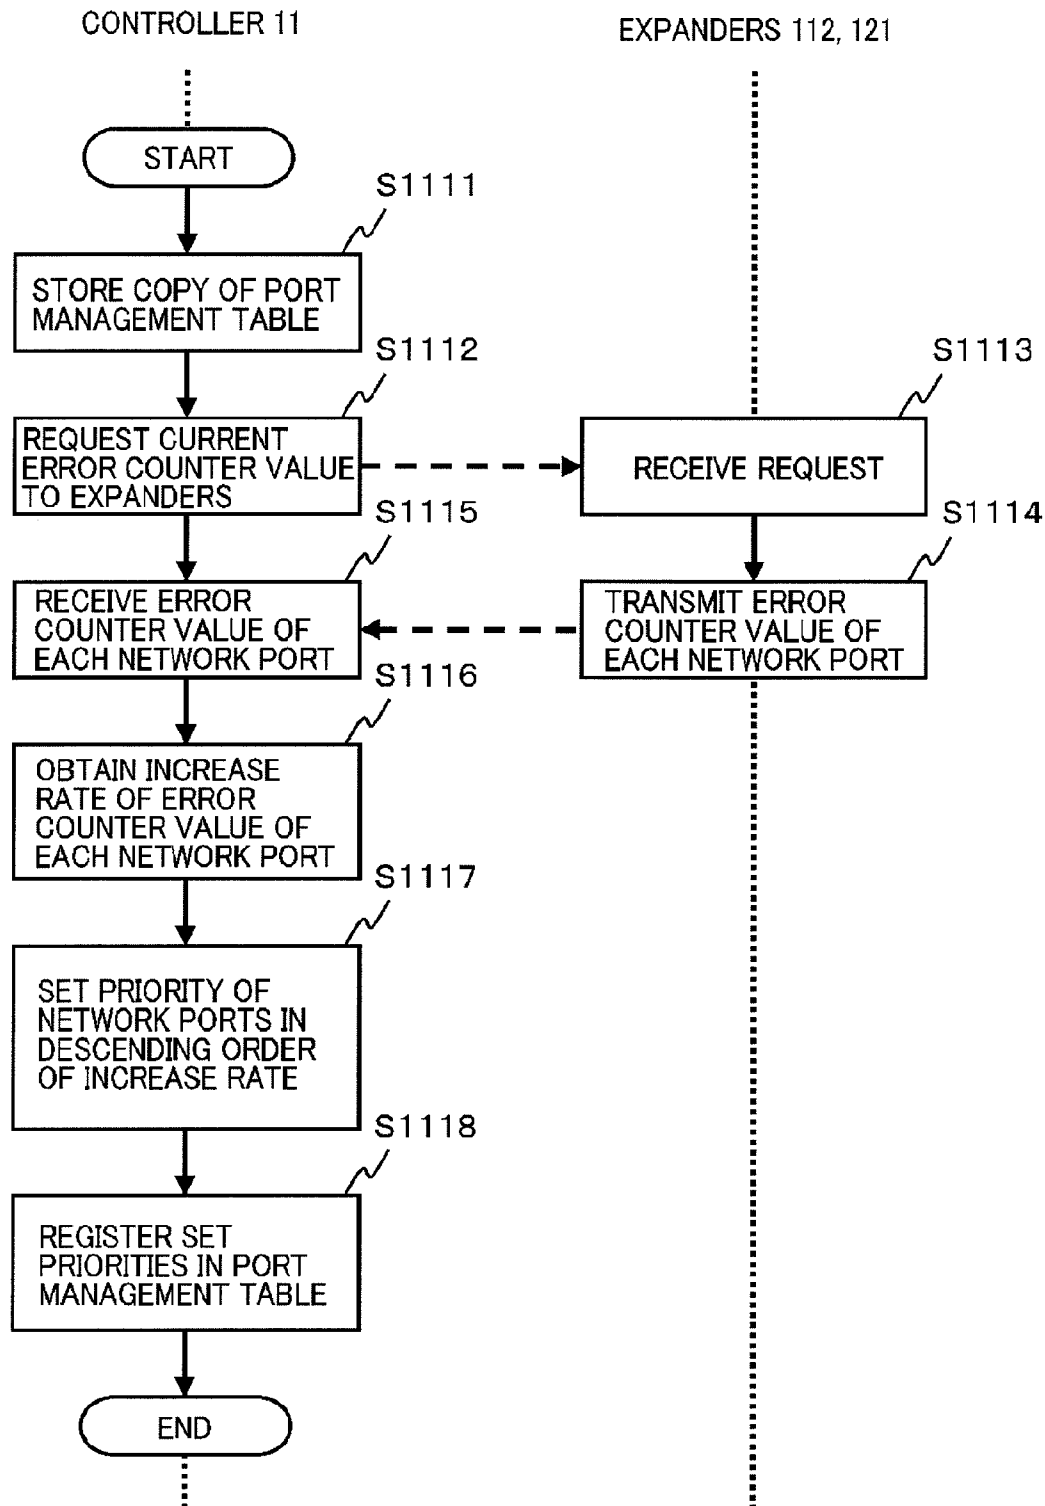 CONTROLLER 11
EXPANDERS 112, 121
START
S1111
STORE COPY OF PORT
MANAGEMENT TABLE
S1112
REQUEST CURRENT
ERROR COUNTER VALUE
TO EXPANDERS
S1113
RECEIVE REQUEST
S1114
TRANSMIT ERROR
COUNTER VALUE OF
EACH NETWORK PORT
S1115
RECEIVE ERROR
COUNTER VALUE OF
EACH NETWORK PORT
S1116
OBTAIN INCREASE
RATE OF ERROR
COUNTER VALUE OF
EACH NETWORK PORT
S1117
SET PRIORITY OF
NETWORK PORTS IN
DESCENDING ORDER
OF INCREASE RATE
S1118
REGISTER SET
PRIORITIES IN PORT
MANAGEMENT TABLE
END